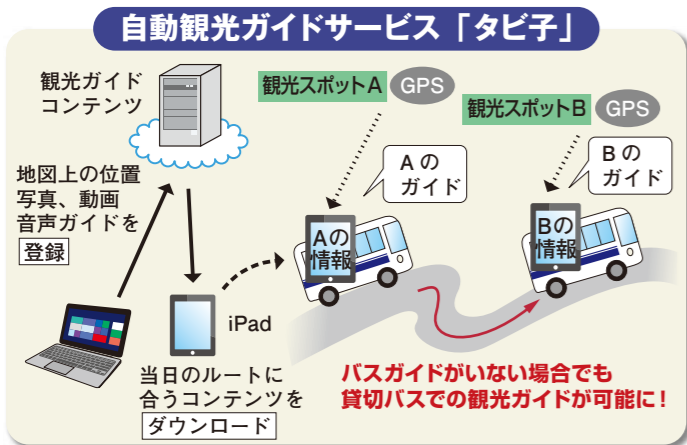 自動観光ガイドサービス「タビ子」
観光ガイド
コンテンツ
観光スポットA
GPS
観光スポットB
GPS
地図上の位置
写真、動画
音声ガイドを
登録
Aの
ガイド
Bの
ガイド
Aの
情報
Bの
情報
iPad
当日のルートに
合うコンテンツを
ダウンロード
バスガイドがいない場合でも
貸切バスでの観光ガイドが可能に!